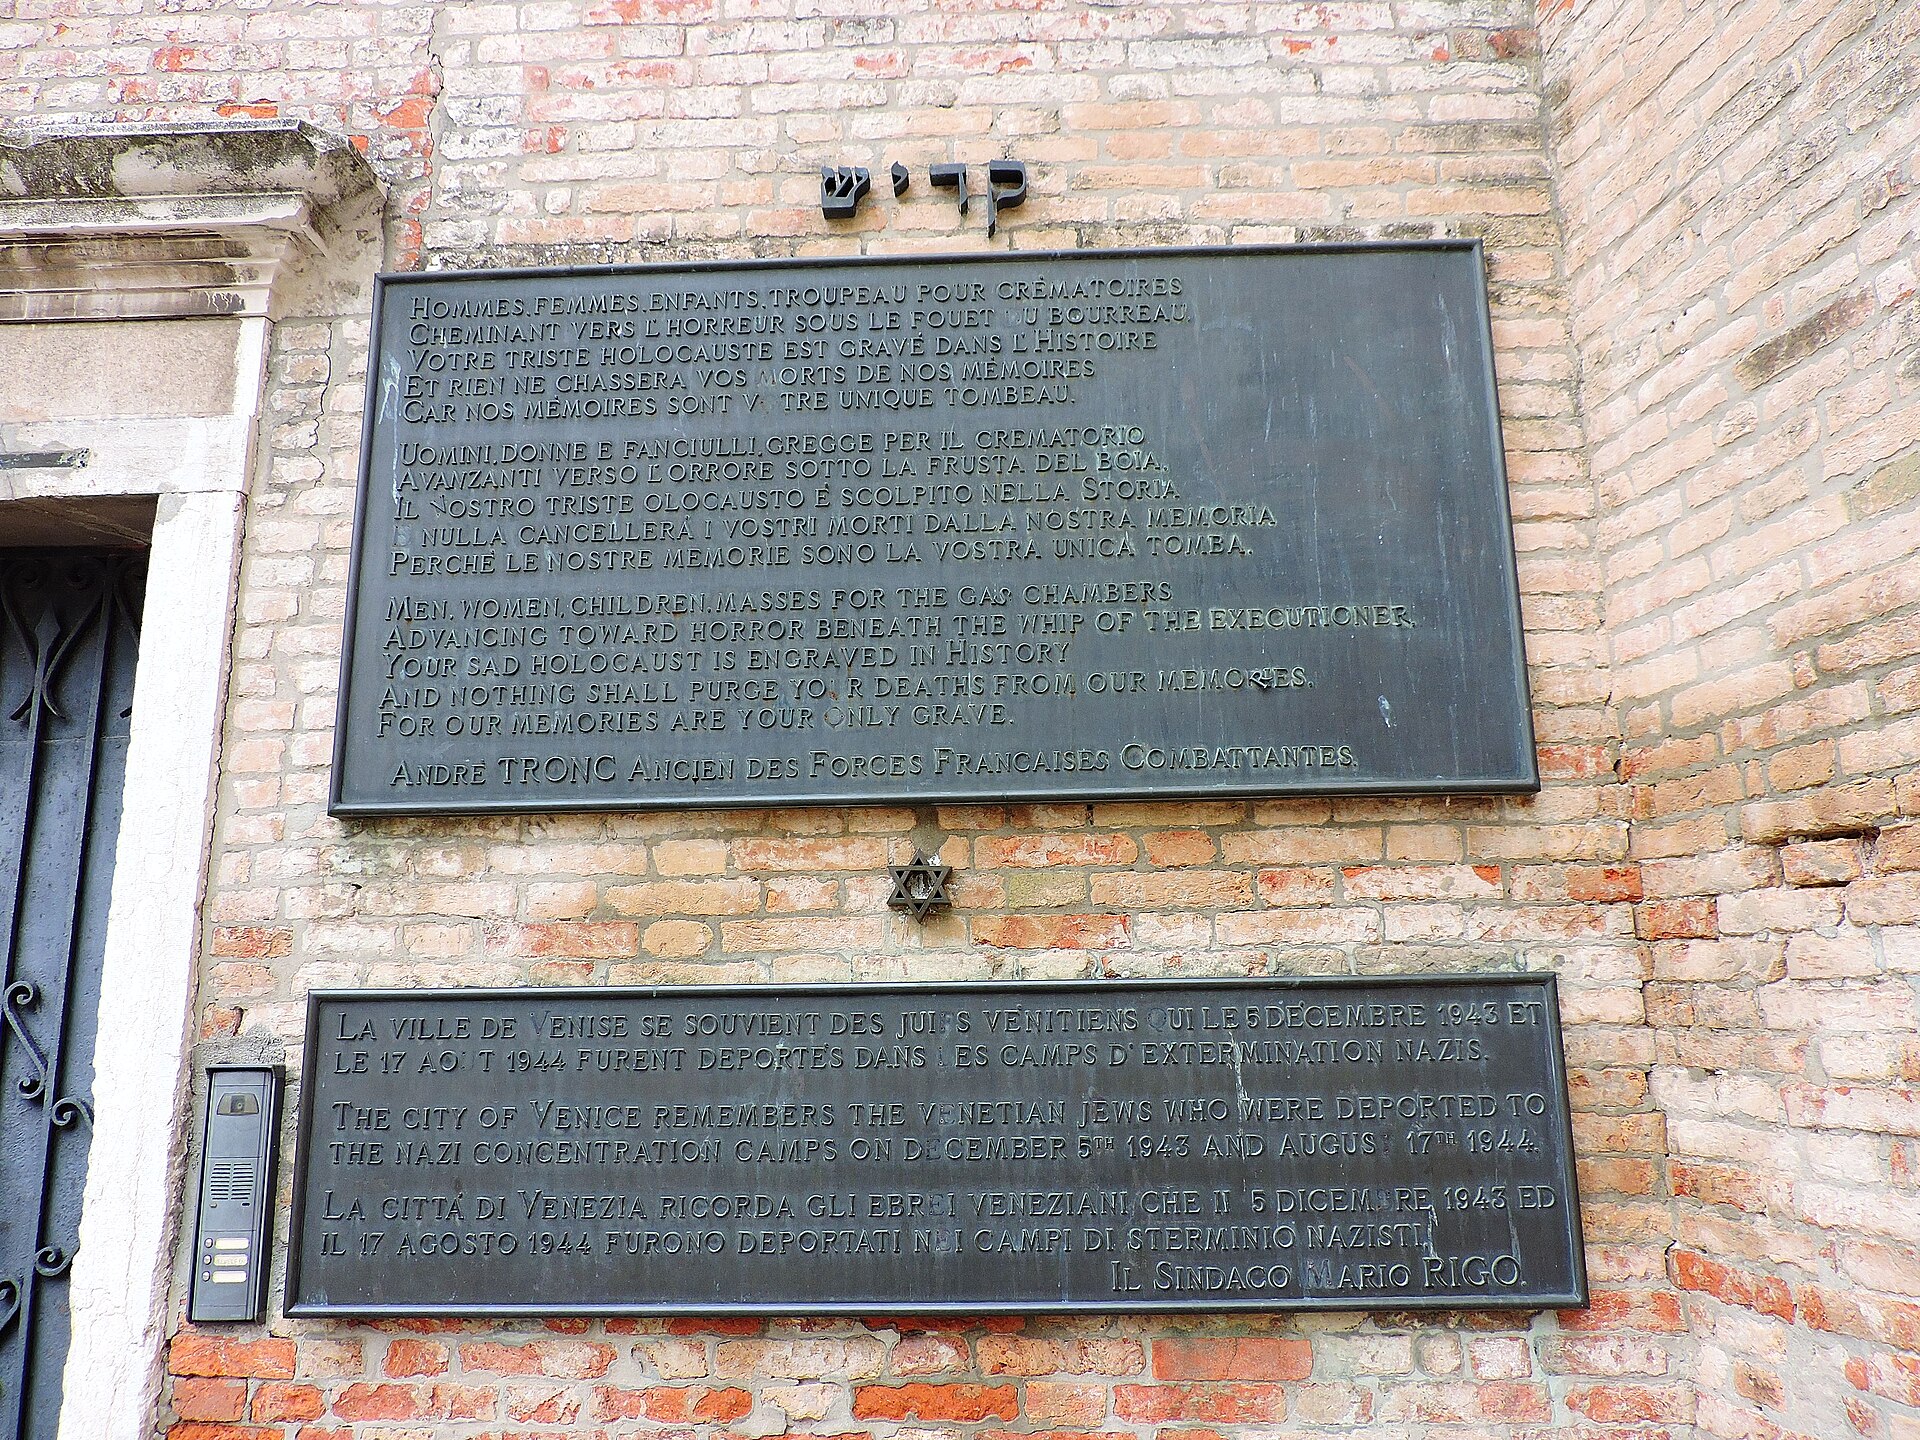 קדיש
HOMMES, FEMMES, ENFANTS, TROUPEAU POUR CRÉMATOIRES
CHEMINANT VERS L'HORREUR SOUS LE FOUET U BOURREAU.
VOTRE TRISTE HOLOCAUSTE EST GRAVÉ DANS L'HISTOIRE
ET RIEN NE CHASSERA VOS MORTS DE NOS MÉMOIRES
CAR NOS MÉMOIRES SONT V TRE UNIQUE TOMBEAU.
UOMINI, DONNE E FANCIULLI, GREGGE PER IL CREMATORIO
AVANZANTI VERSO L'ORRORE SOTTO LA FRUSTA DEL BOIA.
IL VOSTRO TRISTE OLOCAUSTO È SCOLPITO NELLA STORIA
E NULLA CANCELLERÀ I VOSTRI MORTI DALLA NOSTRA MEMORIA
PERCHÉ LE NOSTRE MEMORIE SONO LA VOSTRA UNICA TOMBA.
MEN, WOMEN, CHILDREN, MASSES FOR THE GAS CHAMBERS
ADVANCING TOWARD HORROR BENEATH THE WHIP OF THE EXECUTIONER,
YOUR SAD HOLOCAUST IS ENGRAVED IN HISTORY
AND NOTHING SHALL PURGE YO R DEATHS FROM OUR MEMORIES.
FOR OUR MEMORIES ARE YOUR ONLY GRAVE.
ANDRÉ TRONC ANCIEN DES FORCES FRANCAISES COMBATTANTES.
LA VILLE DE VENISE SE SOUVIENT DES JUIFS VÉNITIENS QUI LE 5 DÉCEMBRE 1943 ET
LE 17 AO T 1944 FURENT DÉPORTÉS DANS LES CAMPS D'EXTERMINATION NAZIS.
THE CITY OF VENICE REMEMBERS THE VENETIAN JEWS WHO WERE DEPORTED TO
THE NAZI CONCENTRATION CAMPS ON DECEMBER 5TH 1943 AND AUGUS 17TH 1944.
LA CITTÀ DI VENEZIA RICORDA GLI EBREI VENEZIANI CHE IL 5 DICEMBRE 1943 ED
IL 17 AGOSTO 1944 FURONO DEPORTATI NEI CAMPI DI STERMINIO NAZISTI.
IL SINDACO MARIO RIGO.